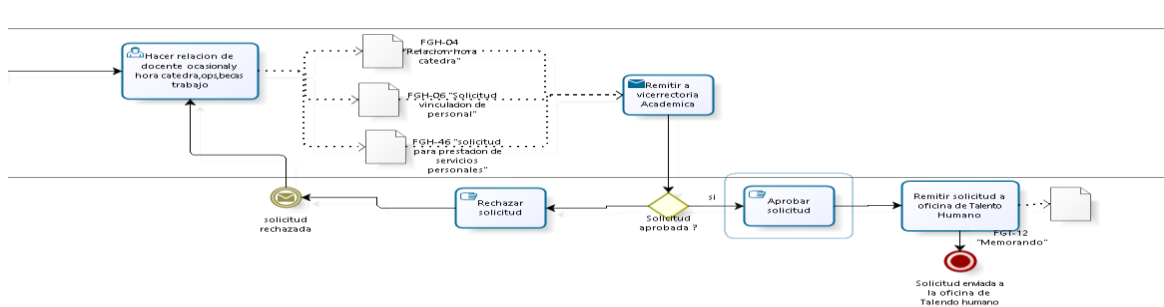 Hacer relacion de
docente ocasionaly
hora catedra,ops,becas
trabajo
FGH-04
"Relacion hora
catedra"
FGH-06 "Solicitud
vinculacion de
personal"
FGH-46 "solicitud
para prestacion de
servicios
personales"
Remitir a
vicerrectoria
Academica
solicitud
rechazada
Rechazar
solicitud
Solicitud
aprobada ?
si
Aprobar
solicitud
Remitir solicitud a
oficina de Talento
Humano
FGT-12
"Memorando"
Solicitud enviada a
la oficina de
Talendo humano